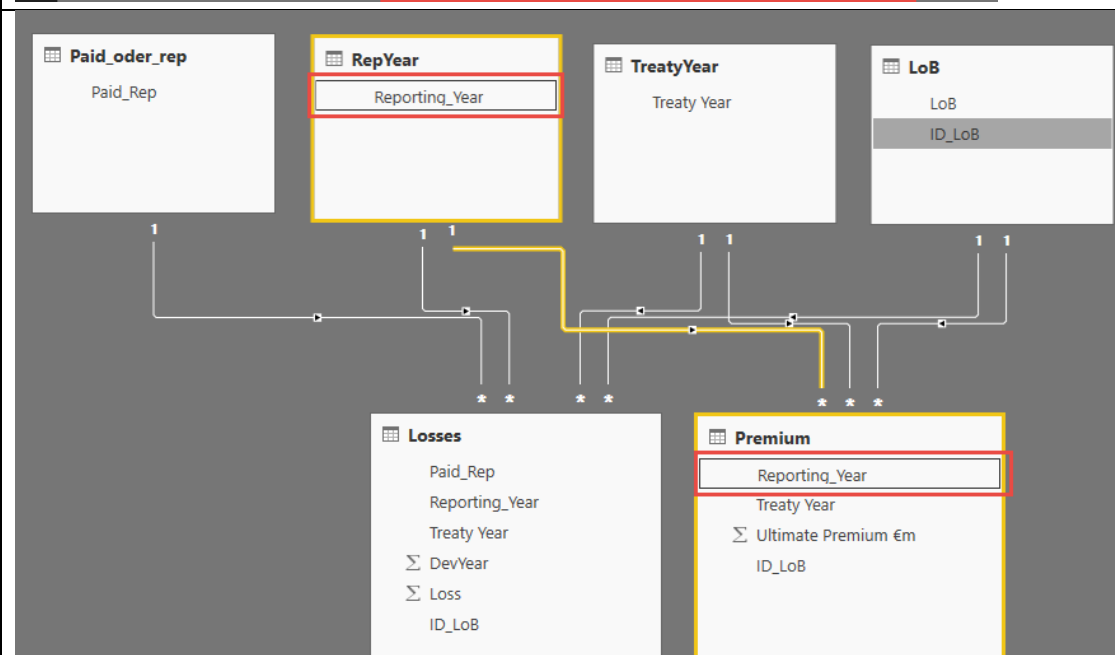 Paid_oder_rep
Paid_Rep
RepYear
Reporting_Year
TreatyYear
Treaty Year
LoB
LoB
ID_LoB
1
1
1
1
1
1
1
*
*
*
*
*
*
*
Losses
Paid_Rep
Reporting_Year
Treaty Year
Σ DevYear
Σ Loss
ID_LoB
Premium
Reporting_Year
Treaty Year
Σ Ultimate Premium €m
ID_LoB